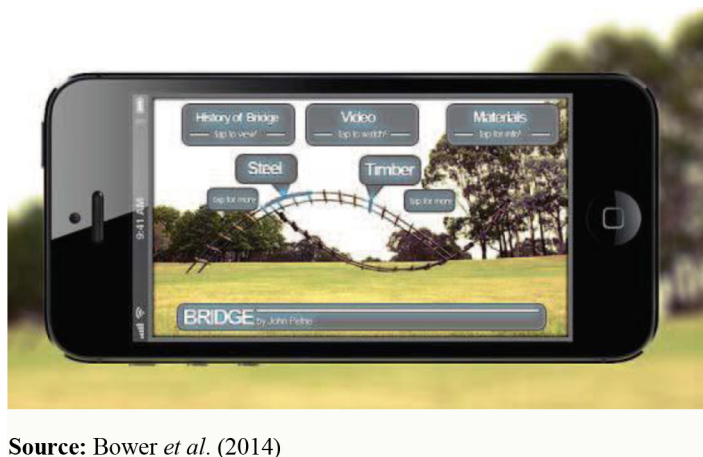 9:41 AM
History of Bridge
tap to view!
Video
tap to watch!
Materials
tap for info!
Steel
tap for more
Timber
tap for more
BRIDGE by John Petrie
Source: Bower et al. (2014)